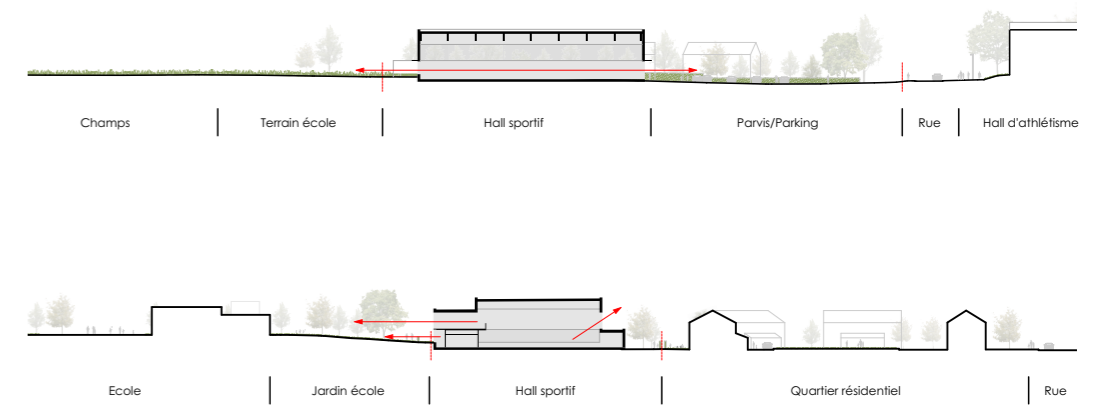 Champs
Terrain école
Hall sportif
Parvis/Parking
Rue
Hall d'athlétisme
Ecole
Jardin école
Hall sportif
Quartier résidentiel
Rue